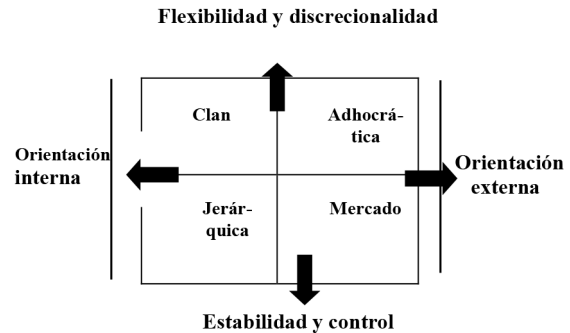 Flexibilidad y discrecionalidad
Clan
Adhocrá-
tica
Orientación
interna
Orientación
externa
Jerár-
quica
Mercado
Estabilidad y control